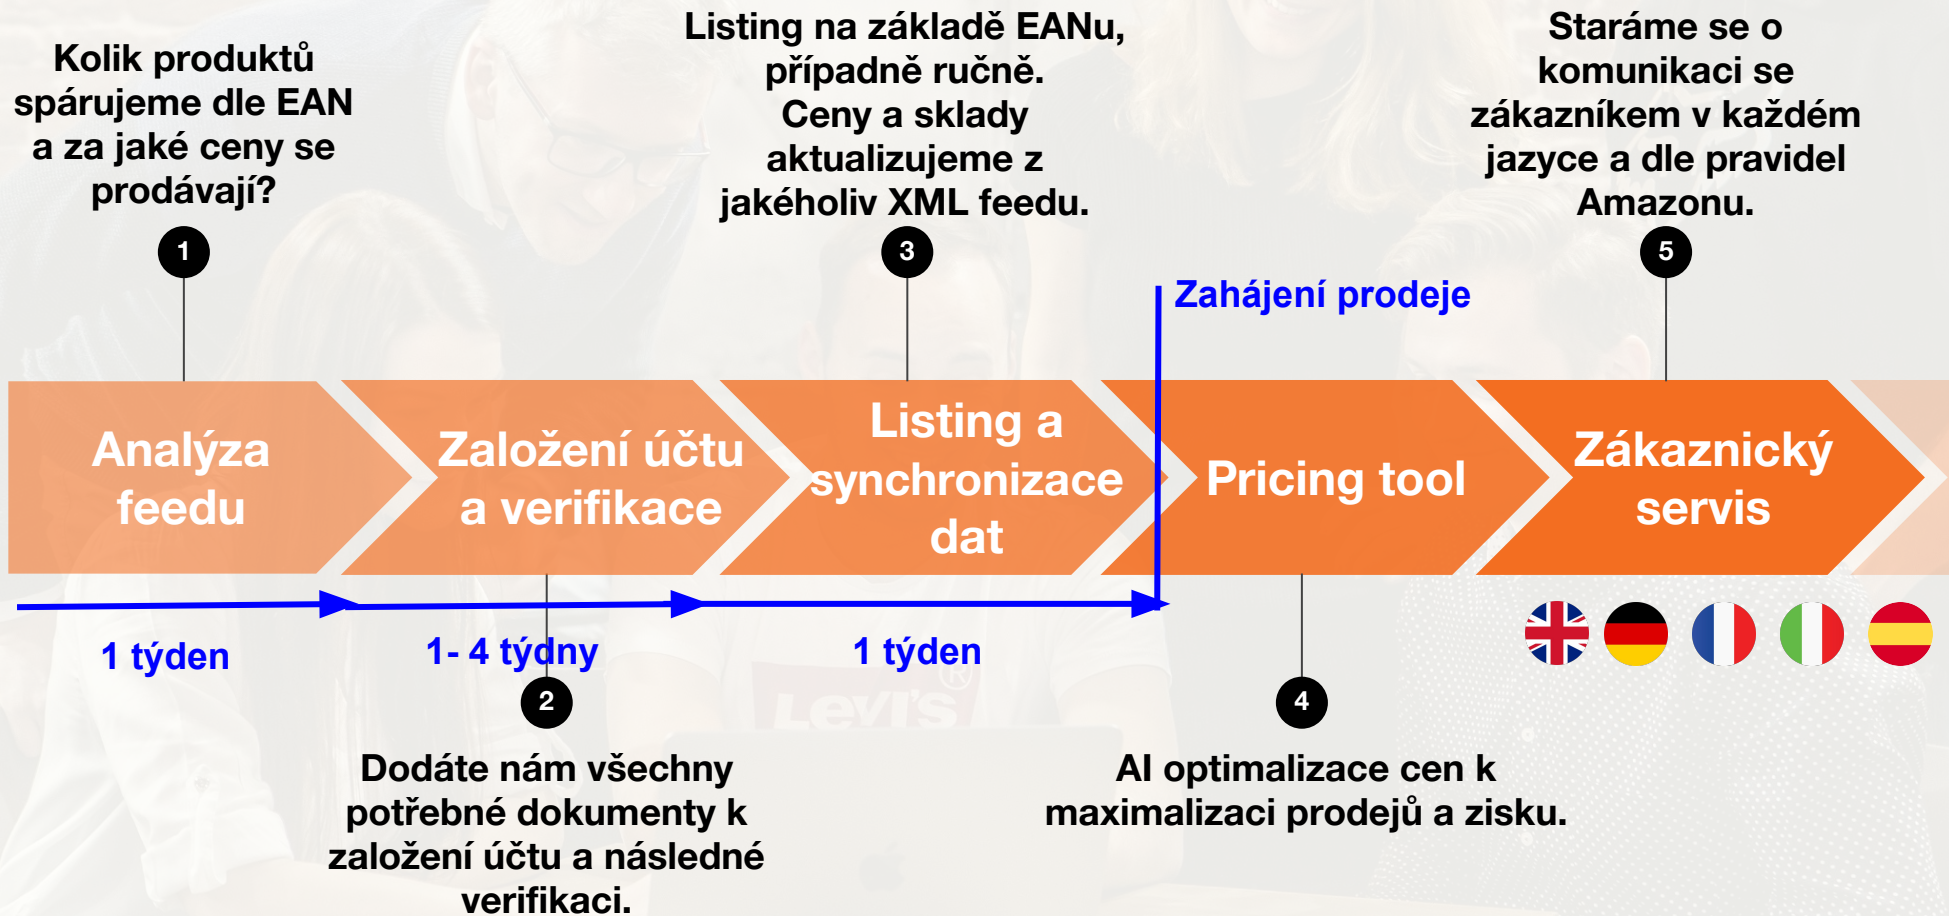 Kolik produktů
spárujeme dle EAN
a za jaké ceny se
prodávají?
1
Listing na základě EANu,
případně ručně.
Ceny a sklady
aktualizujeme z
jakéholiv XML feedu.
3
Staráme se o
komunikaci se
zákazníkem v každém
jazyce a dle pravidel
Amazonu.
5
Zahájení prodeje
Analýza
feedu
Založení účtu
a verifikace
Listing a
synchronizace
dat
Pricing tool
Zákaznický
servis
1 týden
1- 4 týdny
1 týden
Levi's
®
2
Dodáte nám všechny
potřebné dokumenty k
založení účtu a následné
verifikaci.
4
AI optimalizace cen k
maximalizaci prodejů a zisku.